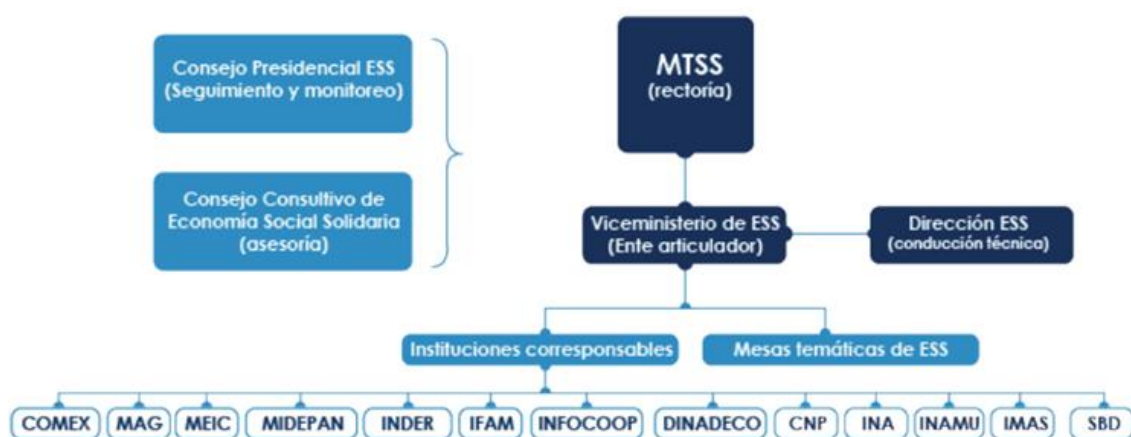 Consejo Presidencial ESS
(Seguimiento y monitoreo)
Consejo Consultivo de
Economía Social Solidaria
(asesoría)
MTSS
(rectoría)
Viceministerio de ESS
(Ente articulador)
Dirección ESS
(conducción técnica)
Instituciones corresponsables
Mesas temáticas de ESS
COMEX
MAG
MEIC
MIDEPAN
INDER
IFAM
INFOCOOP
DINADECO
CNP
INA
INAMU
IMAS
SBD